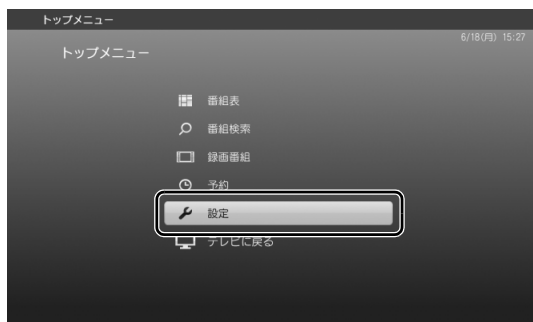 トップメニュー
6/18(月) 15:27
トップメニュー
番組表
番組検索
録画番組
予約
設定
テレビに戻る